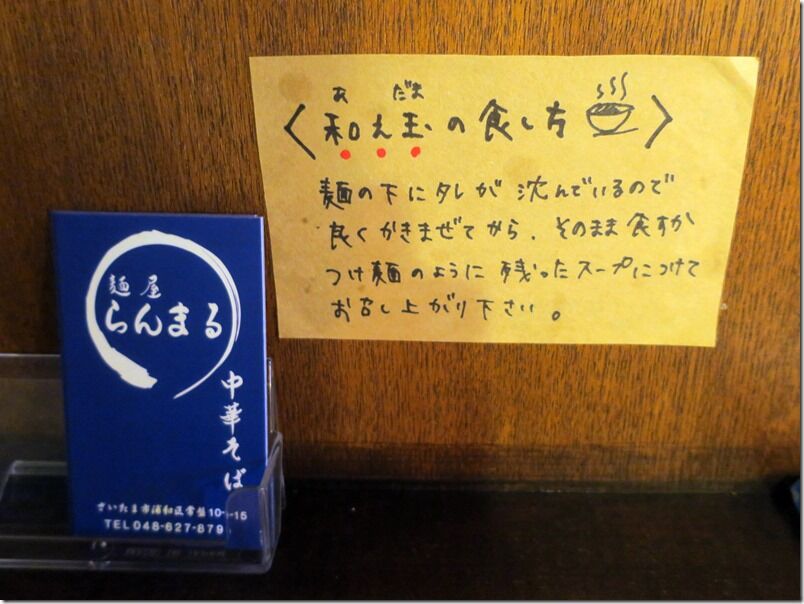 あ だま
〈和え玉の食し方〉
麺の下にタレが沈んでいるので
良くかきまぜてから、そのまま食すか
つけ麺のように残ったスープにつけて
お召し上がり下さい。
麺屋
らんまる
中華そば
さいたま市浦和区常盤10-
-15
TEL 048-627-879